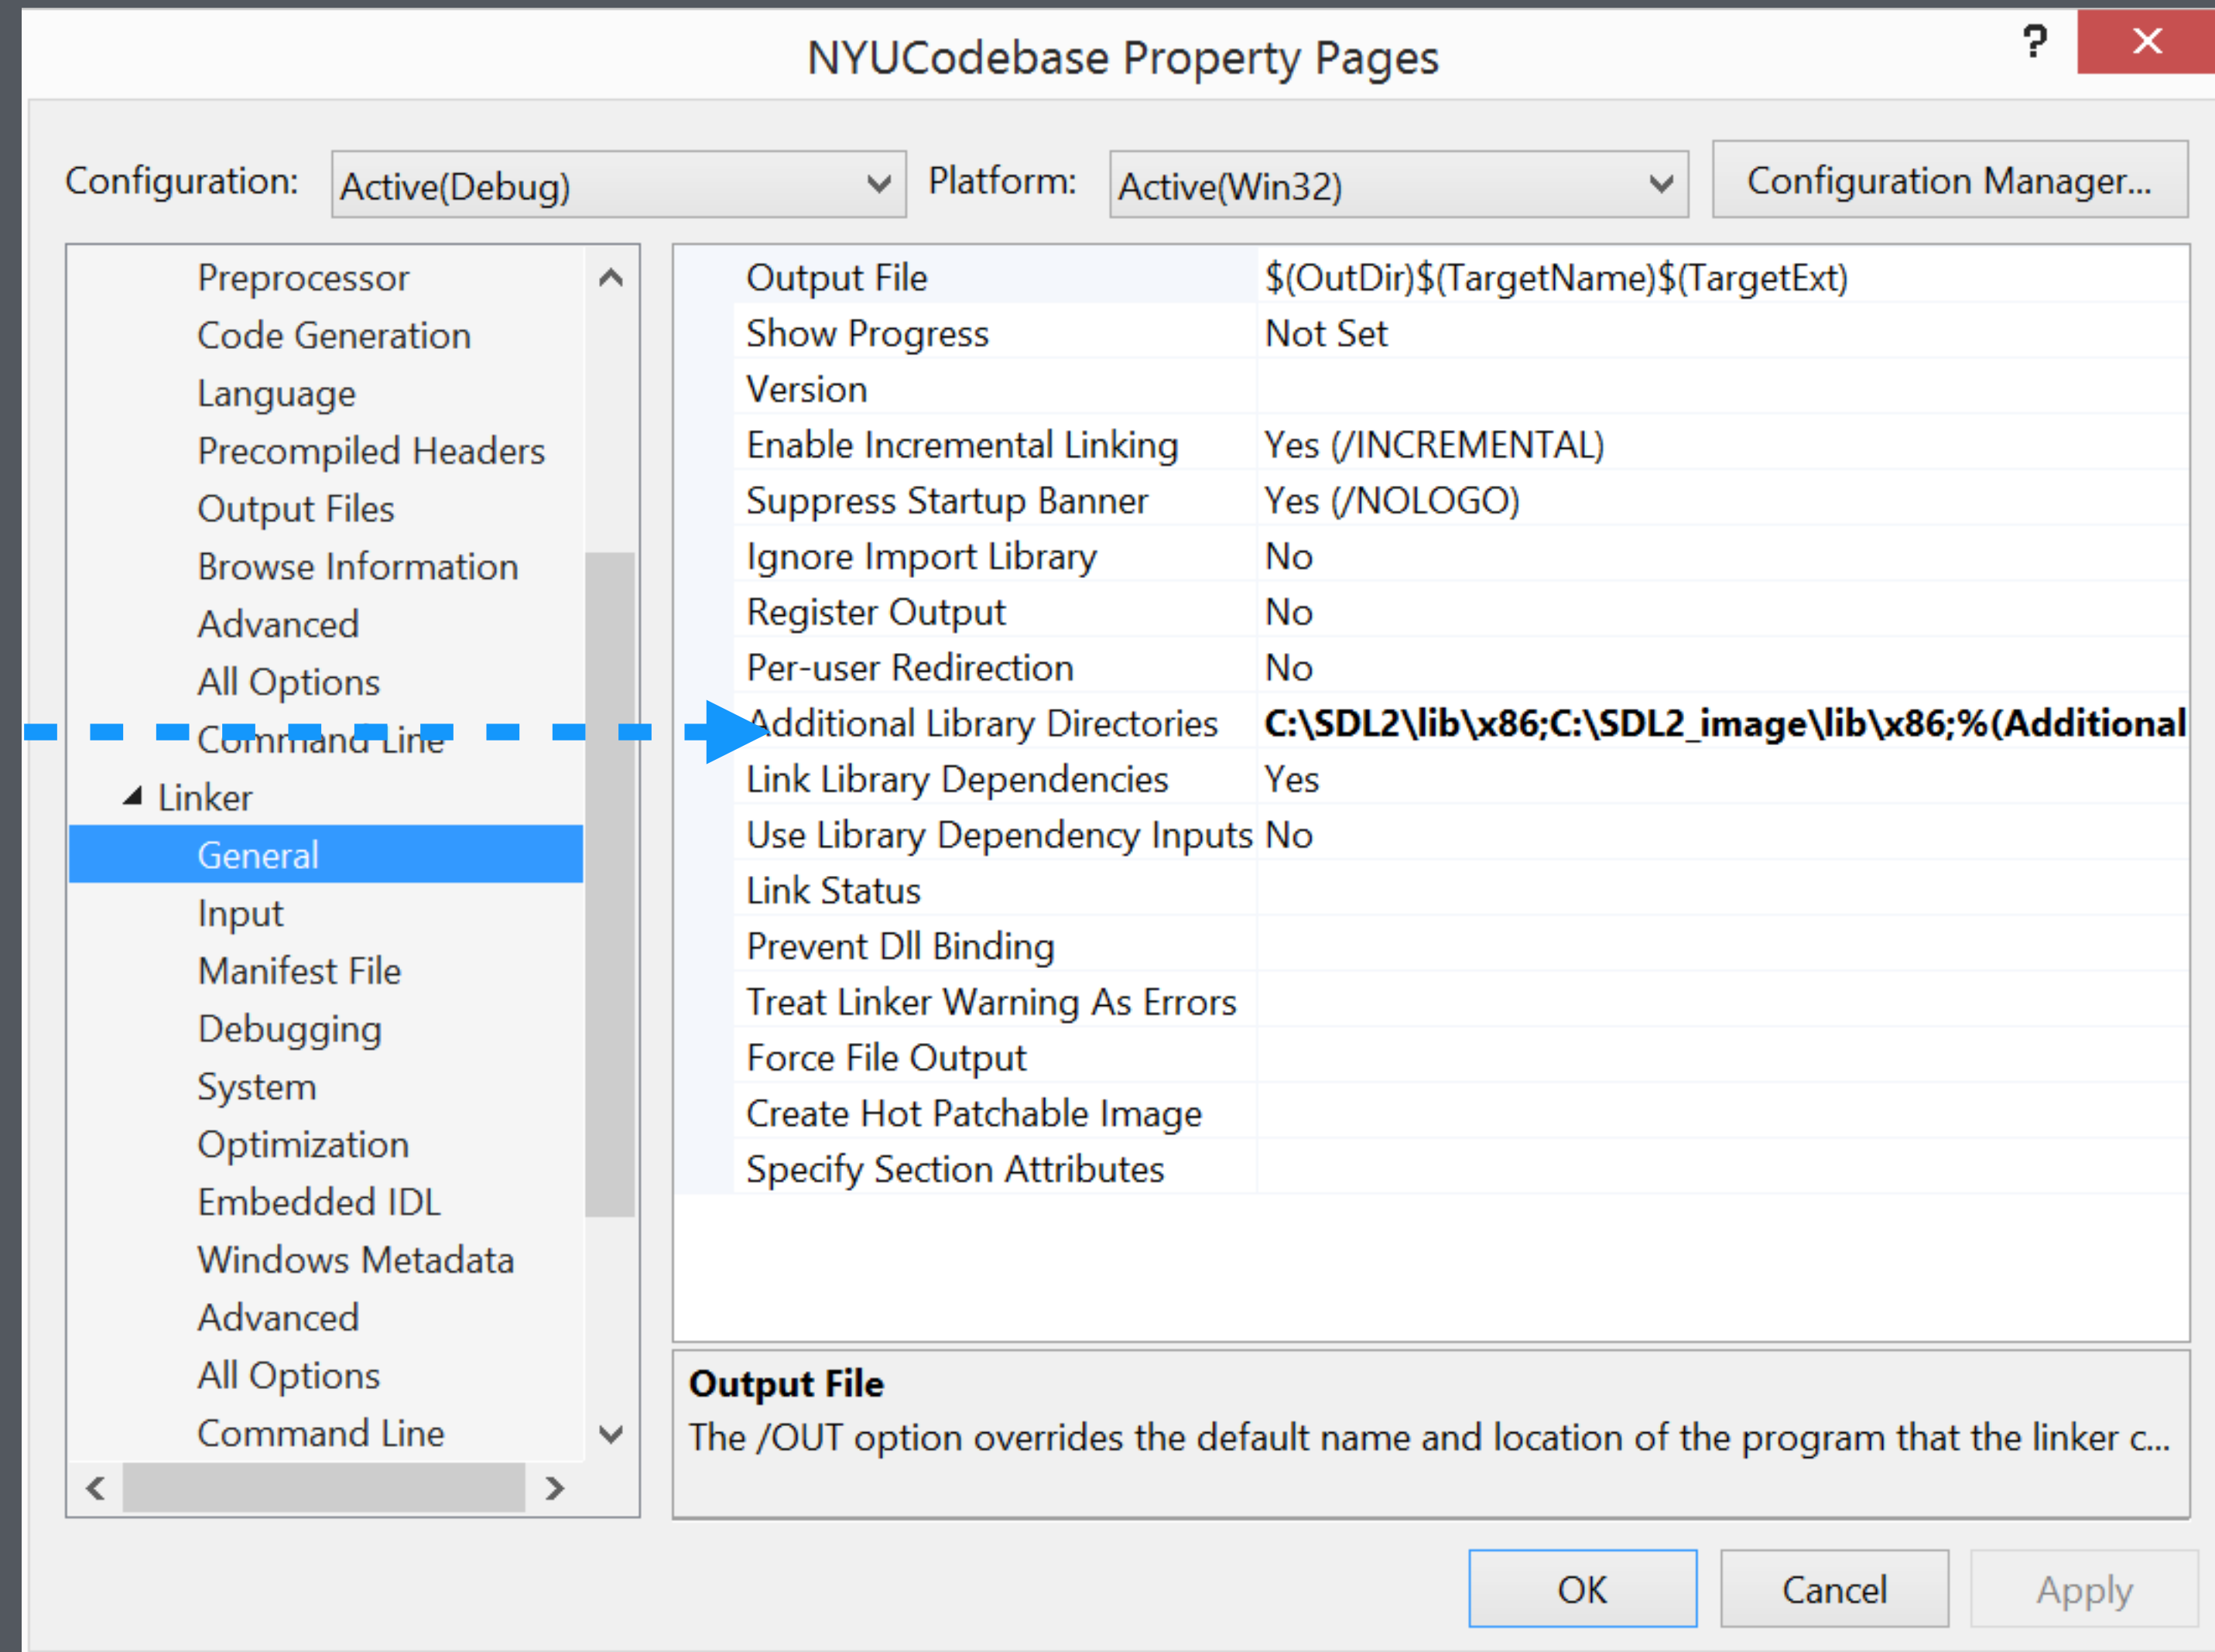 NYUCodebase Property Pages
?
Configuration: Active(Debug) Platform: Active(Win32) Configuration Manager...
Preprocessor
Code Generation
Language
Precompiled Headers
Output Files
Browse Information
Advanced
All Options
Command Line
Linker
General
Input
Manifest File
Debugging
System
Optimization
Embedded IDL
Windows Metadata
Advanced
All Options
Command Line
Output File $(OutDir)$(TargetName)$(TargetExt)
Show Progress Not Set
Version
Enable Incremental Linking Yes (/INCREMENTAL)
Suppress Startup Banner Yes (/NOLOGO)
Ignore Import Library No
Register Output No
Per-user Redirection No
Additional Library Directories C:\SDL2\lib\x86;C:\SDL2_image\lib\x86;%(Additional
Link Library Dependencies Yes
Use Library Dependency Inputs No
Link Status
Prevent Dll Binding
Treat Linker Warning As Errors
Force File Output
Create Hot Patchable Image
Specify Section Attributes
Output File
The /OUT option overrides the default name and location of the program that the linker c...
OK Cancel Apply